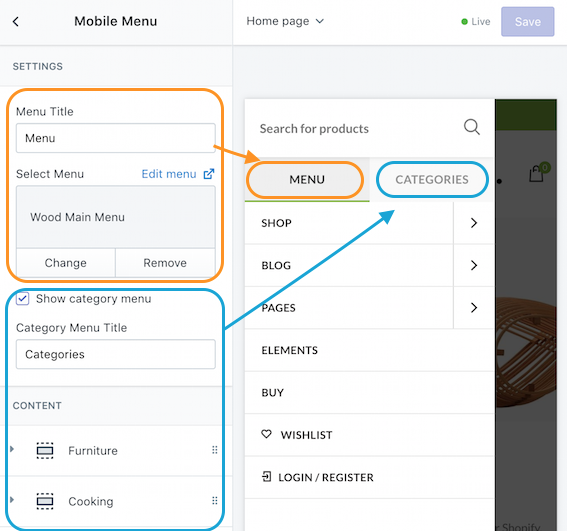 Mobile Menu
Home page
Live
Save
SETTINGS
Menu Title
Menu
Select Menu
Edit menu
Wood Main Menu
Change
Remove
Show category menu
Category Menu Title
Categories
CONTENT
Furniture
Cooking
Search for products
MENU
CATEGORIES
SHOP
BLOG
PAGES
ELEMENTS
BUY
WISHLIST
LOGIN / REGISTER
0
Shopify